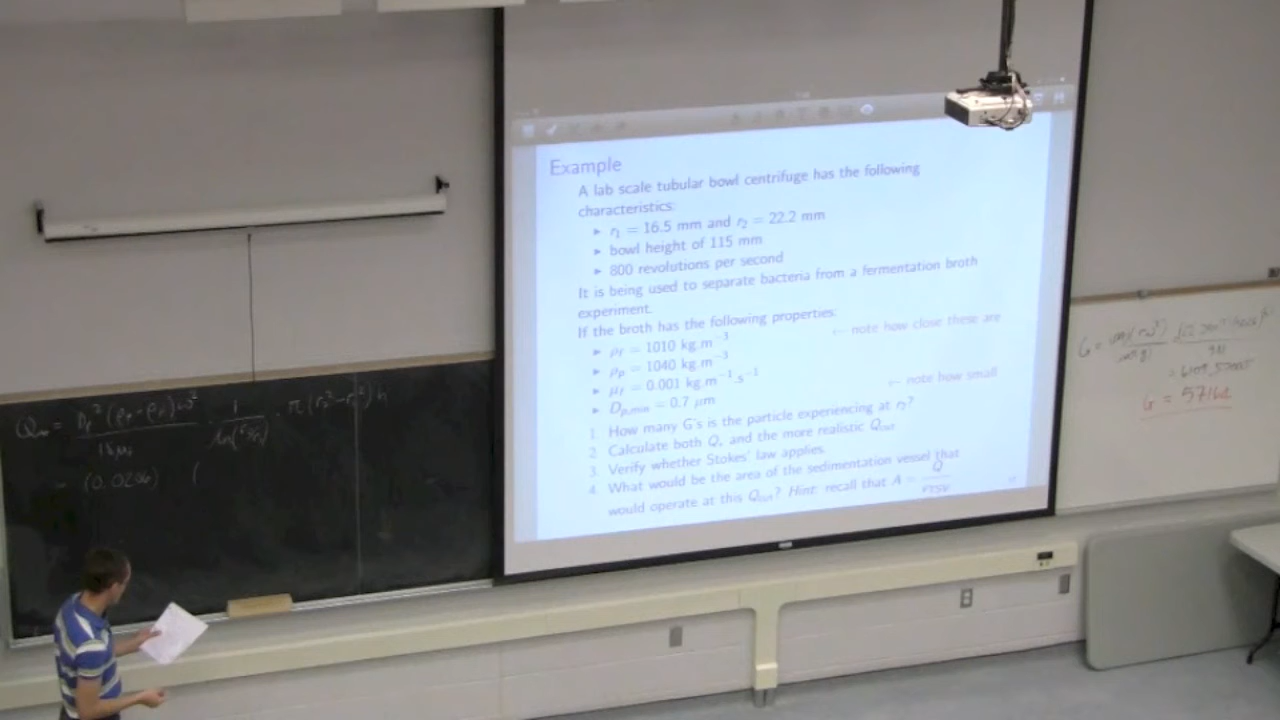 Example
A lab scale tubular bowl centrifuge has the following
characteristics:
▶ r₁ = 16.5 mm and r₂ = 22.2 mm
▶ bowl height of 115 mm
▶ 800 revolutions per second
It is being used to separate bacteria from a fermentation broth
experiment.
If the broth has the following properties:
▶ ρf = 1010 kg.m⁻³ ← note how close these are
▶ ρp = 1040 kg.m⁻³
▶ μf = 0.001 kg.m⁻¹.s⁻¹
▶ Dp,min = 0.7 μm ← note how small
1. How many G's is the particle experiencing at r₂?
2. Calculate both Q, and the more realistic Qcut
3. Verify whether Stokes' law applies.
4. What would be the area of the sedimentation vessel that
would operate at this Qcut? Hint: recall that A = Q / vTSV
(0.0206) (
G =
G = 57164